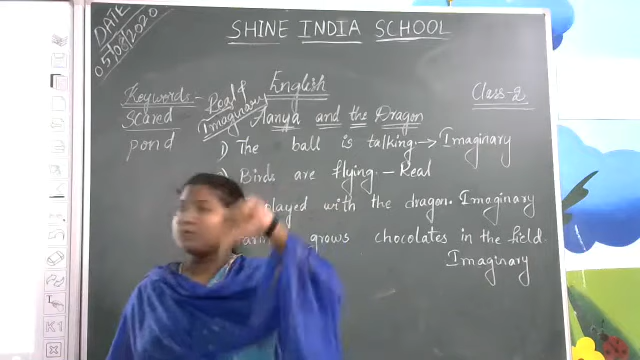 DATE
05/03/2020
SHINE INDIA SCHOOL
English
Class-2
Keywords - Real & Imaginary
Scared
pond
Aanya and the Dragon
1) The ball is talking → Imaginary
) Birds are flying. - Real
played with the dragon. Imaginary
grows chocolates in the field.
Imaginary
K1